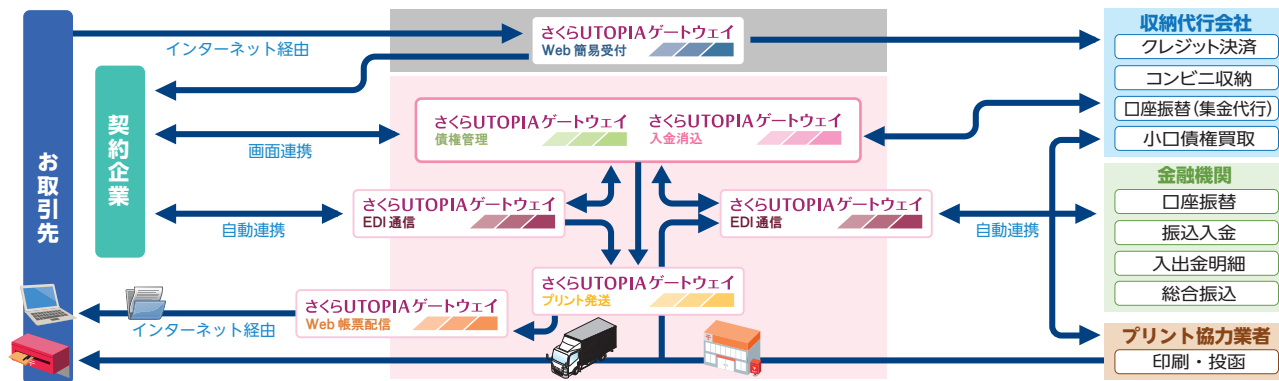 お取引先
契約企業
インターネット経由
さくらUTOPIAゲートウェイ
Web 簡易受付
画面連携
さくらUTOPIAゲートウェイ
債権管理
さくらUTOPIAゲートウェイ
入金消込
自動連携
さくらUTOPIAゲートウェイ
EDI 通信
さくらUTOPIAゲートウェイ
EDI 通信
自動連携
さくらUTOPIAゲートウェイ
プリント発送
さくらUTOPIAゲートウェイ
Web 帳票配信
インターネット経由
収納代行会社
クレジット決済
コンビニ収納
口座振替(集金代行)
小口債権買取
金融機関
口座振替
振込入金
入出金明細
総合振込
プリント協力業者
印刷・投函